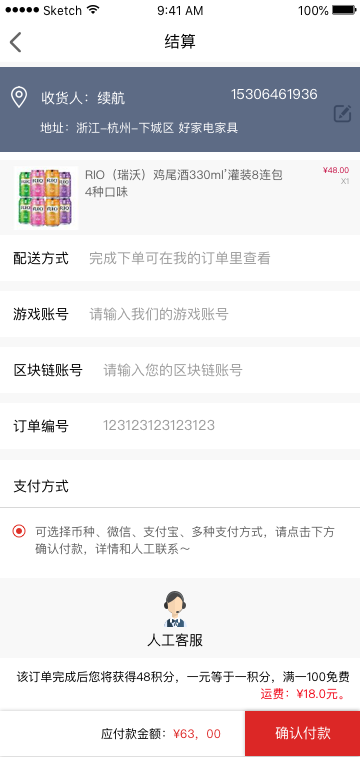 ●●●●● Sketch 9:41 AM 100%
结算
收货人：续航 15306461936
地址：浙江-杭州-下城区 好家电家具
RIO（瑞沃）鸡尾酒330ml'灌装8连包 ¥48.00
4种口味 X1
配送方式 完成下单可在我的订单里查看
游戏账号 请输入我们的游戏账号
区块链账号 请输入您的区块链账号
订单编号 123123123123123
支付方式
可选择币种、微信、支付宝、多种支付方式，请点击下方
确认付款，详情和人工联系～
人工客服
该订单完成后您将获得48积分，一元等于一积分，满一100免费
运费：¥18.0元。
应付款金额：¥63，00 确认付款